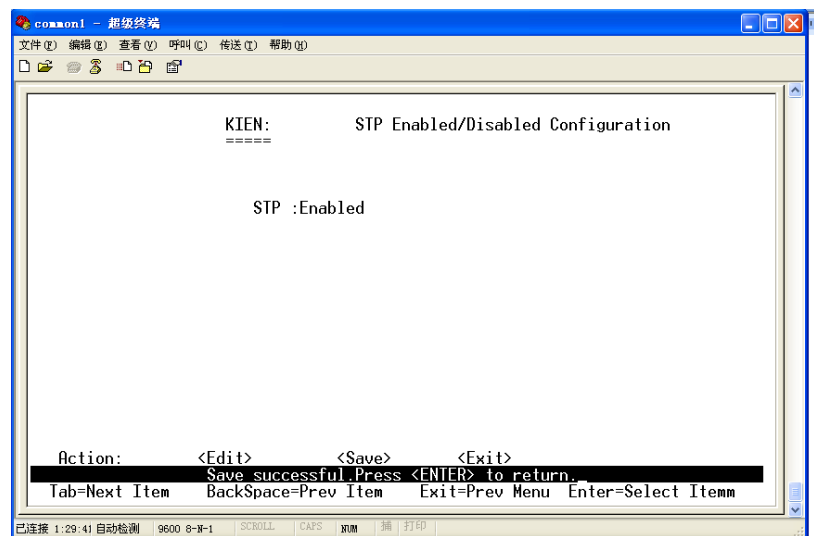 common1 - 超级终端
文件(F) 编辑(E) 查看(V) 呼叫(C) 传送(T) 帮助(H)
KIEN: STP Enabled/Disabled Configuration
=====
STP :Enabled
Action: <Edit> <Save> <Exit>
Save successful.Press <ENTER> to return._
Tab=Next Item BackSpace=Prev Item Exit=Prev Menu Enter=Select Itemm
已连接 1:29:41 自动检测 9600 8-N-1 SCROLL CAPS NUM 捕 打印